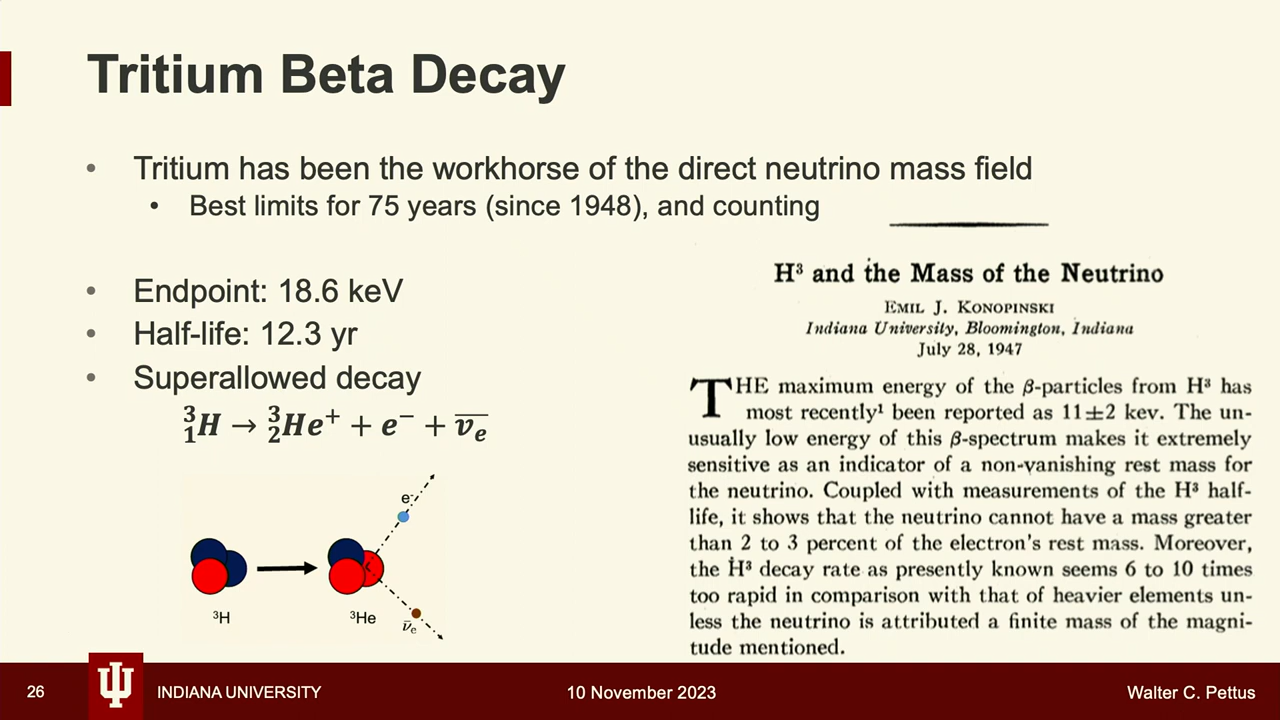 Tritium Beta Decay
• Tritium has been the workhorse of the direct neutrino mass field
• Best limits for 75 years (since 1948), and counting
• Endpoint: 18.6 keV
• Half-life: 12.3 yr
• Superallowed decay
³₁H → ³₂He⁺ + e⁻ + ν̅ₑ
e⁻
³H
³He
ν̅ₑ
H³ and the Mass of the Neutrino
EMIL J. KONOPINSKI
Indiana University, Bloomington, Indiana
July 28, 1947
THE maximum energy of the β-particles from H³ has
most recently¹ been reported as 11±2 kev. The un-
usually low energy of this β-spectrum makes it extremely
sensitive as an indicator of a non-vanishing rest mass for
the neutrino. Coupled with measurements of the H³ half-
life, it shows that the neutrino cannot have a mass greater
than 2 to 3 percent of the electron's rest mass. Moreover,
the H³ decay rate as presently known seems 6 to 10 times
too rapid in comparison with that of heavier elements un-
less the neutrino is attributed a finite mass of the magni-
tude mentioned.
26
INDIANA UNIVERSITY
10 November 2023
Walter C. Pettus